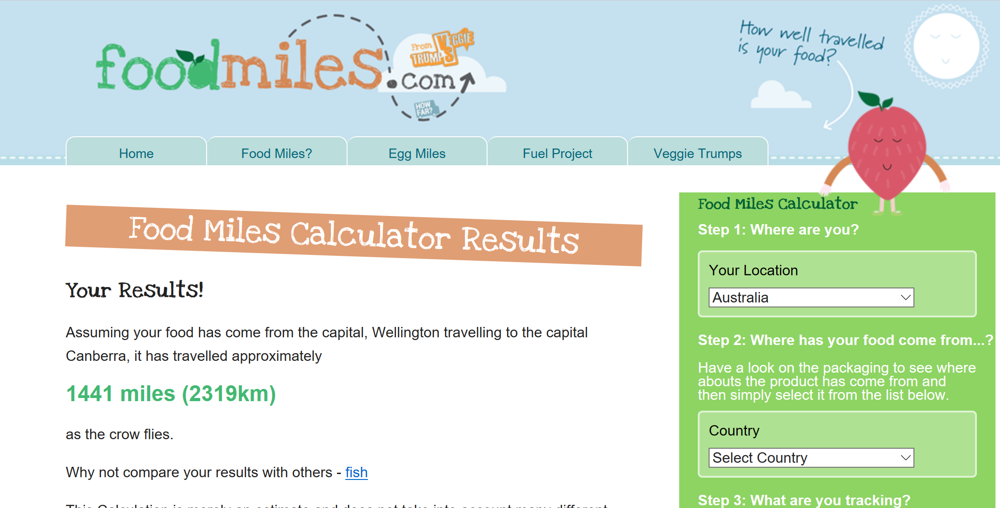 foodmiles.com
From VEGGIE TRUMPS
HOW FAR?
How well travelled
is your food?
Home
Food Miles?
Egg Miles
Fuel Project
Veggie Trumps
Food Miles Calculator Results
Your Results!
Assuming your food has come from the capital, Wellington travelling to the capital
Canberra, it has travelled approximately
1441 miles (2319km)
as the crow flies.
Why not compare your results with others - fish
This Calculation is merely an estimate and does not take into account many different
Food Miles Calculator
Step 1: Where are you?
Your Location
Australia
Step 2: Where has your food come from...?
Have a look on the packaging to see where
abouts the product has come from and
then simply select it from the list below.
Country
Select Country
Step 3: What are you tracking?